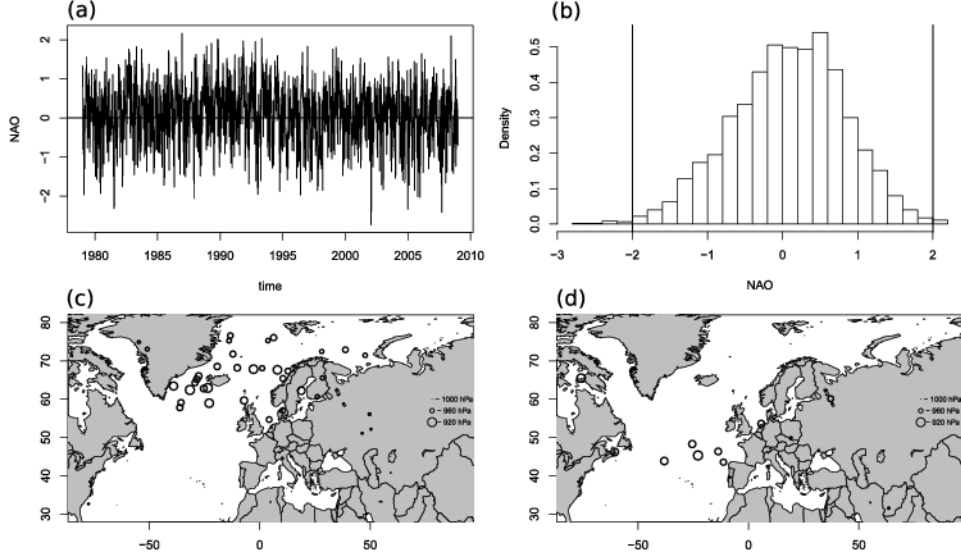 (a)
NAO
2
1
0
−1
−2
1980 1985 1990 1995 2000 2005 2010
time
(b)
Density
0.5
0.4
0.3
0.2
0.1
0.0
−3 −2 −1 0 1 2
NAO
(c)
80
70
60
50
40
30
−50 0 50
1000 hPa
960 hPa
920 hPa
(d)
80
70
60
50
40
30
−50 0 50
1000 hPa
960 hPa
920 hPa